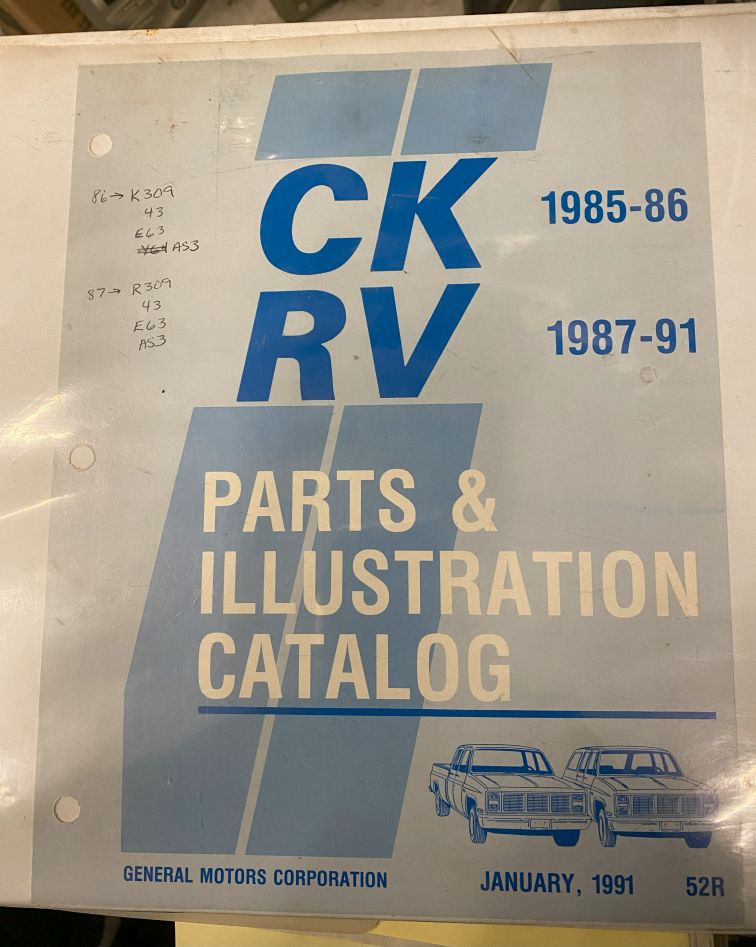 CK
1985-86
86→ K309
43
E63
Y64 AS3
RV
1987-91
87→ R309
43
E63
AS3
PARTS &
ILLUSTRATION
CATALOG
GENERAL MOTORS CORPORATION
JANUARY, 1991
52R